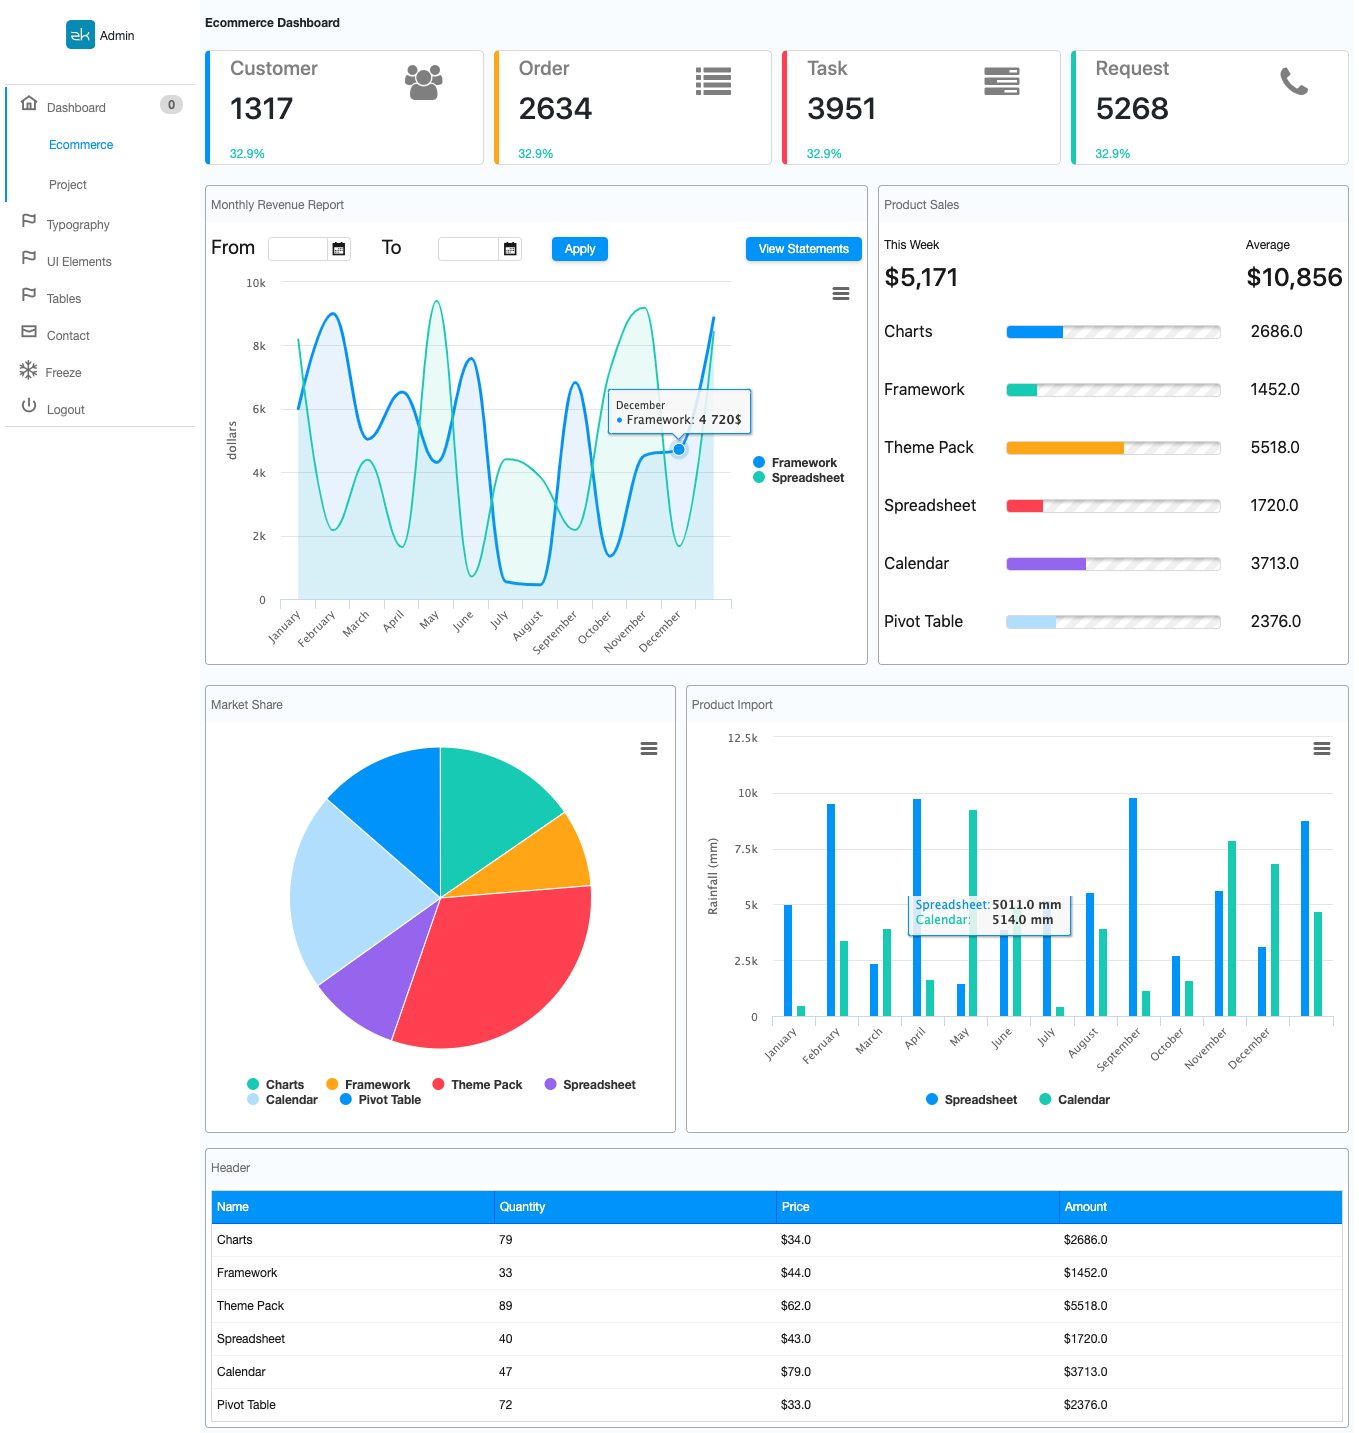 zk Admin
Dashboard 0
Ecommerce
Project
Typography
UI Elements
Tables
Contact
Freeze
Logout
Ecommerce Dashboard
Customer
1317
32.9%
Order
2634
32.9%
Task
3951
32.9%
Request
5268
32.9%
Monthly Revenue Report
From To Apply View Statements
10k
8k
6k
4k
2k
0
dollars
December
● Framework: 4 720$
Framework
Spreadsheet
January February March April May June July August September October November December
Product Sales
This Week Average
$5,171 $10,856
Charts 2686.0
Framework 1452.0
Theme Pack 5518.0
Spreadsheet 1720.0
Calendar 3713.0
Pivot Table 2376.0
Market Share
Charts Framework Theme Pack Spreadsheet
Calendar Pivot Table
Product Import
12.5k
10k
7.5k
5k
2.5k
0
Rainfall (mm)
Spreadsheet: 5011.0 mm
Calendar: 514.0 mm
January February March April May June July August September October November December
Spreadsheet Calendar
Header
Name Quantity Price Amount
Charts 79 $34.0 $2686.0
Framework 33 $44.0 $1452.0
Theme Pack 89 $62.0 $5518.0
Spreadsheet 40 $43.0 $1720.0
Calendar 47 $79.0 $3713.0
Pivot Table 72 $33.0 $2376.0